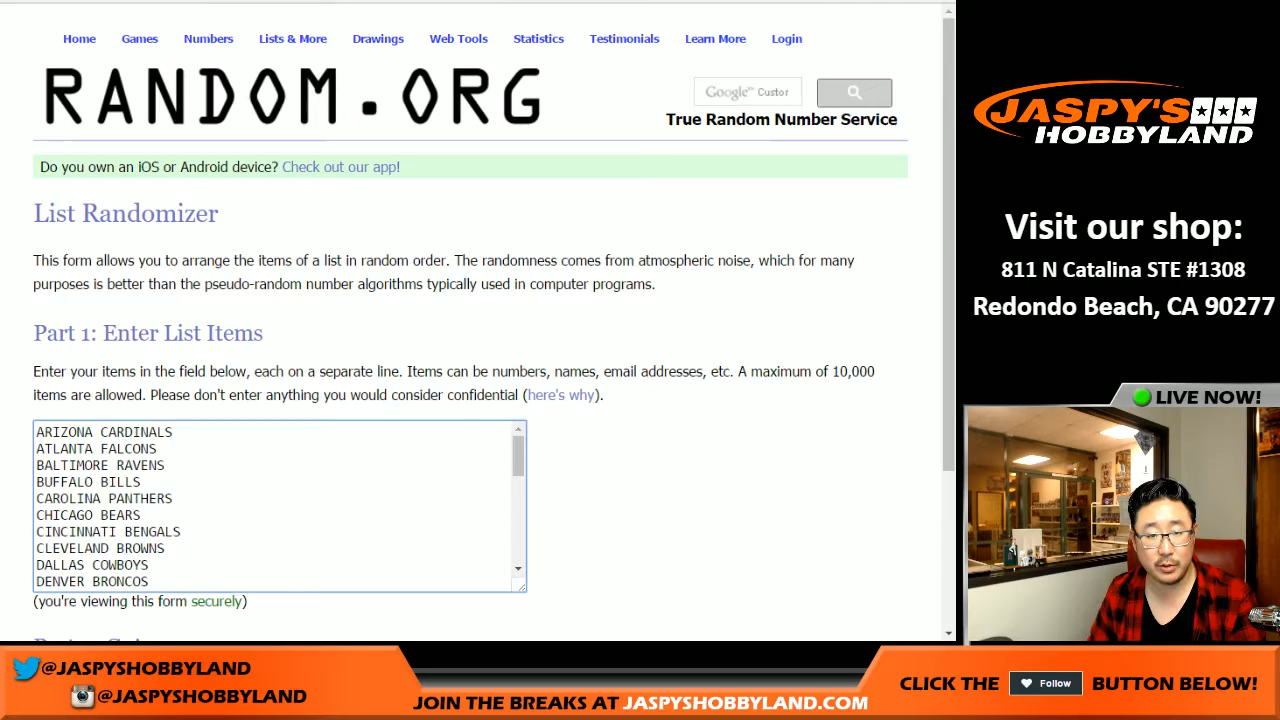 Home Games Numbers Lists & More Drawings Web Tools Statistics Testimonials Learn More Login
RANDOM.ORG
Google™ Custor
True Random Number Service
Do you own an iOS or Android device? Check out our app!
List Randomizer
This form allows you to arrange the items of a list in random order. The randomness comes from atmospheric noise, which for many
purposes is better than the pseudo-random number algorithms typically used in computer programs.
Part 1: Enter List Items
Enter your items in the field below, each on a separate line. Items can be numbers, names, email addresses, etc. A maximum of 10,000
items are allowed. Please don't enter anything you would consider confidential (here's why).
ARIZONA CARDINALS
ATLANTA FALCONS
BALTIMORE RAVENS
BUFFALO BILLS
CAROLINA PANTHERS
CHICAGO BEARS
CINCINNATI BENGALS
CLEVELAND BROWNS
DALLAS COWBOYS
DENVER BRONCOS
(you're viewing this form securely)
JASPY'S
HOBBYLAND
Visit our shop:
811 N Catalina STE #1308
Redondo Beach, CA 90277
LIVE NOW!
@JASPYSHOBBYLAND
@JASPYSHOBBYLAND
JOIN THE BREAKS AT JASPYSHOBBYLAND.COM
CLICK THE Follow BUTTON BELOW!